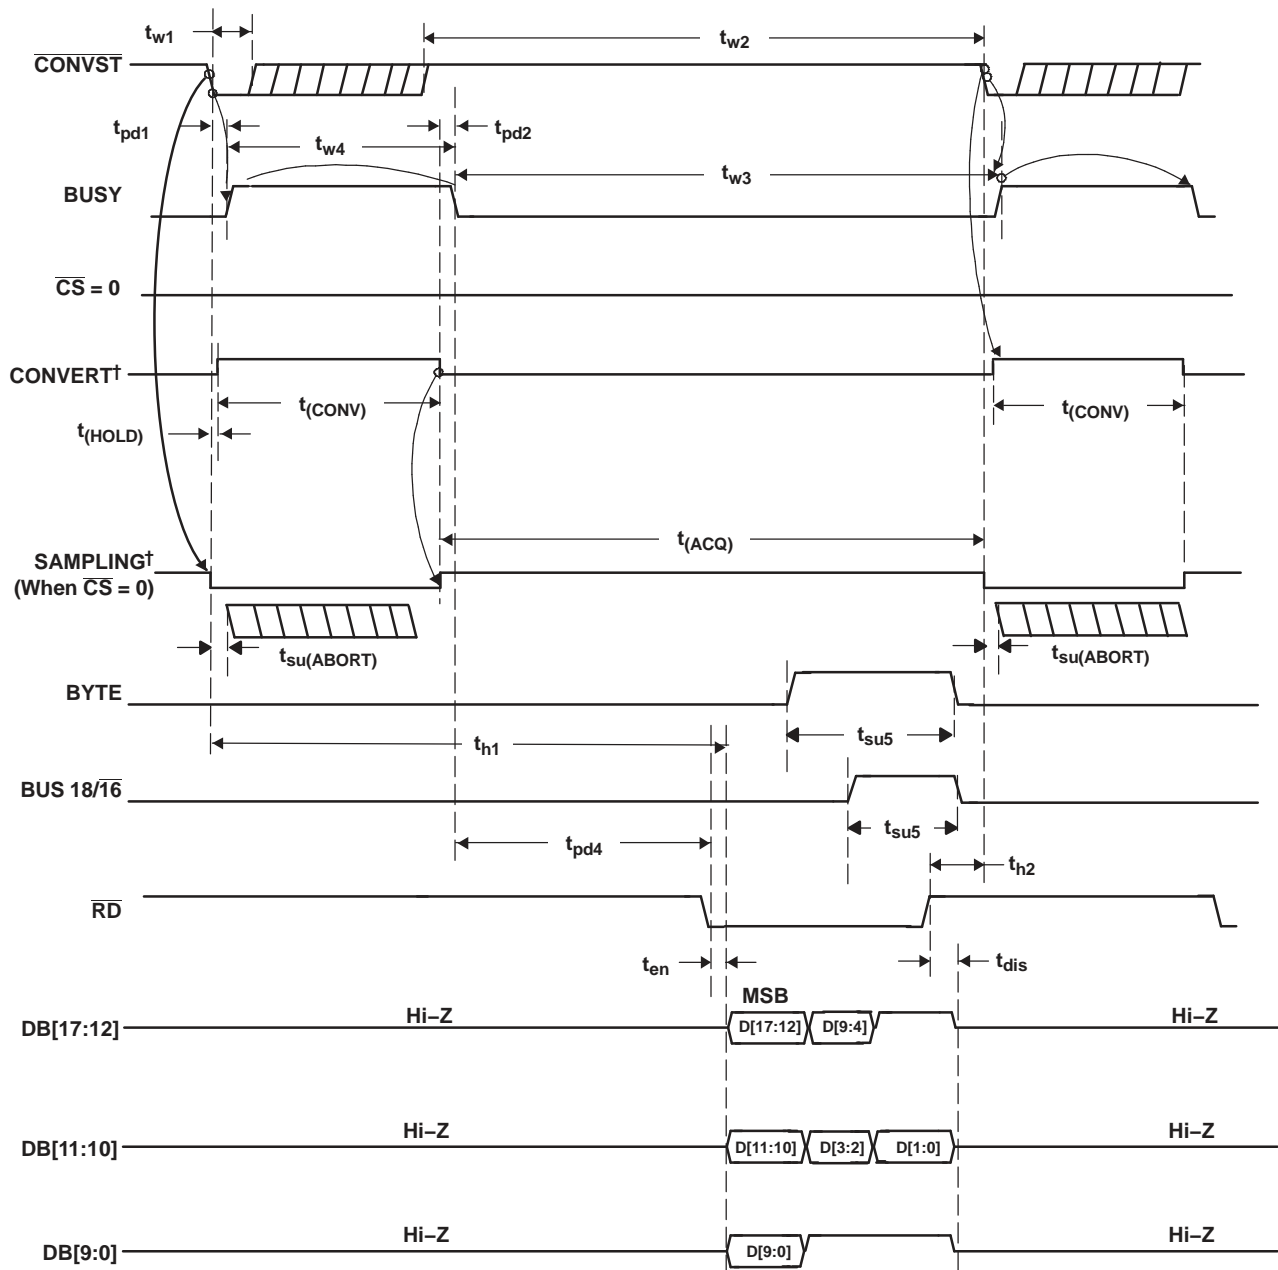 tw1
tw2
CONVST
tpd1
tw4
tpd2
tw3
BUSY
CS = 0
CONVERT†
t(CONV)
t(CONV)
t(HOLD)
t(ACQ)
SAMPLING†
(When CS = 0)
tsu(ABORT)
tsu(ABORT)
BYTE
th1
tsu5
BUS 18/16
tsu5
tpd4
th2
RD
ten
tdis
MSB
DB[17:12]
Hi–Z
D[17:12]
D[9:4]
Hi–Z
DB[11:10]
Hi–Z
D[11:10]
D[3:2]
D[1:0]
Hi–Z
DB[9:0]
Hi–Z
D[9:0]
Hi–Z